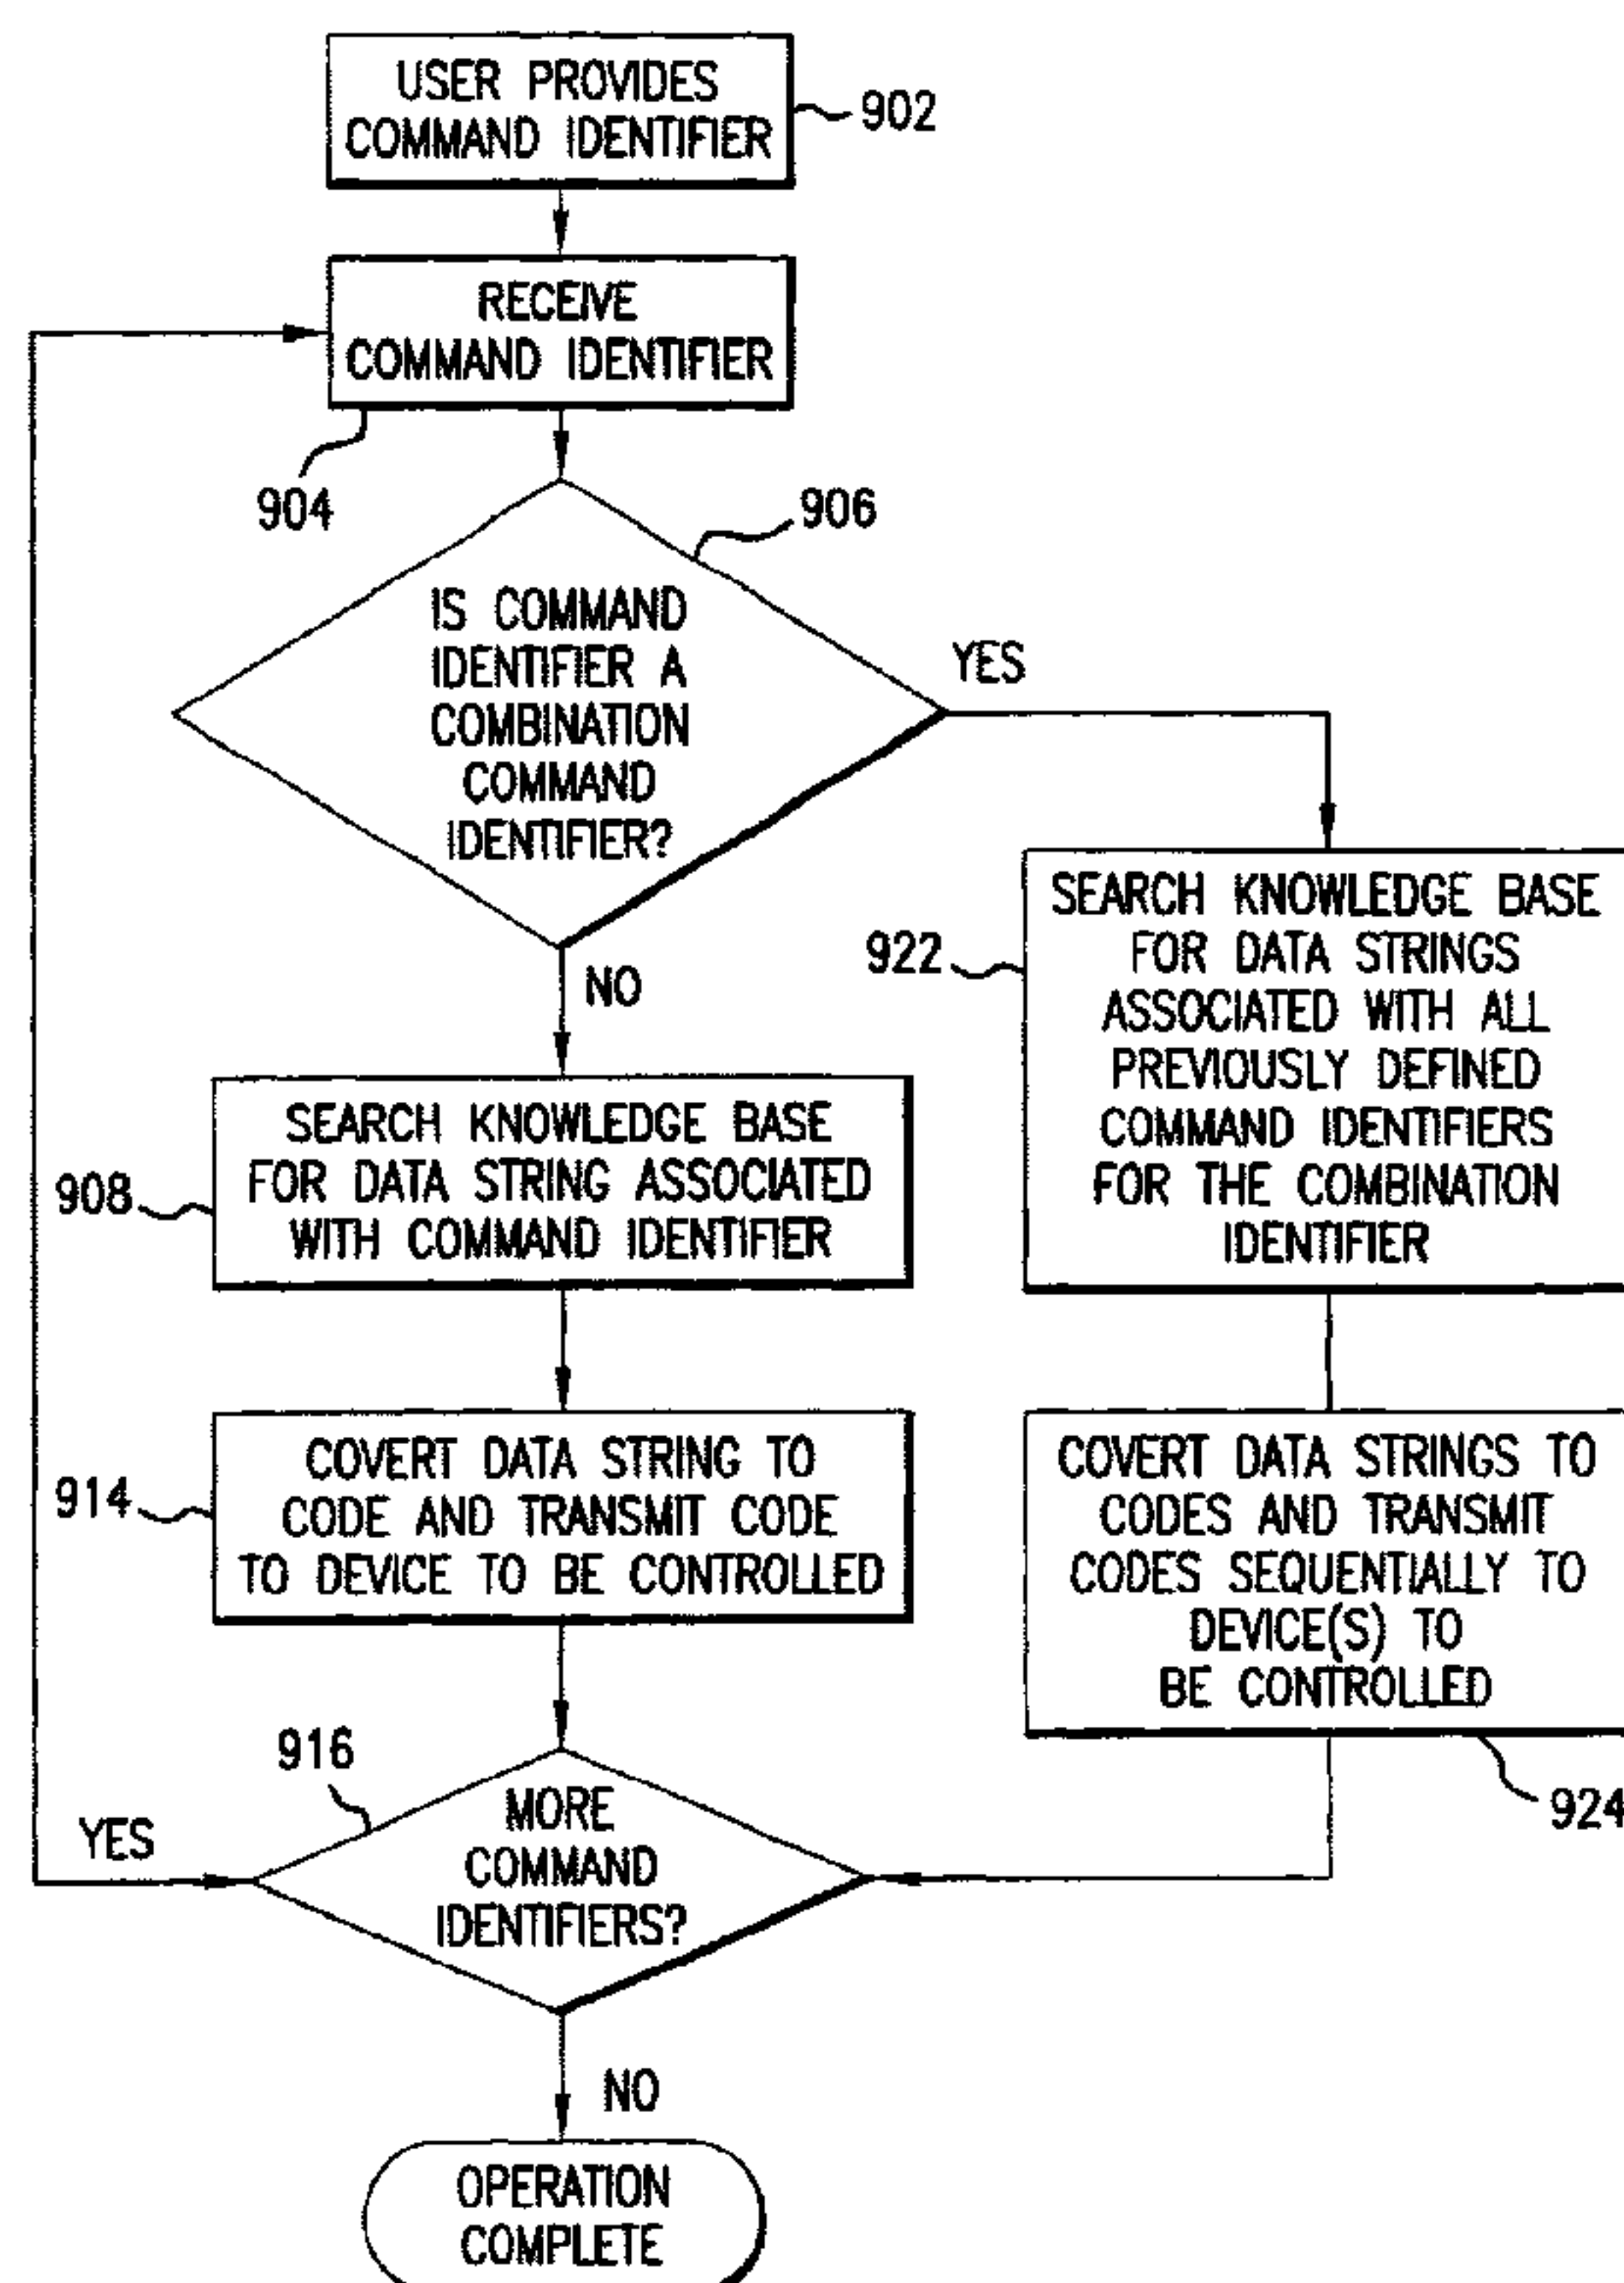 USER PROVIDES
COMMAND IDENTIFIER
902
RECEIVE
COMMAND IDENTIFIER
904
906
IS COMMAND
IDENTIFIER A
COMBINATION
COMMAND
IDENTIFIER?
YES
NO
922
SEARCH KNOWLEDGE BASE
FOR DATA STRINGS
ASSOCIATED WITH ALL
PREVIOUSLY DEFINED
COMMAND IDENTIFIERS
FOR THE COMBINATION
IDENTIFIER
908
SEARCH KNOWLEDGE BASE
FOR DATA STRING ASSOCIATED
WITH COMMAND IDENTIFIER
914
COVERT DATA STRING TO
CODE AND TRANSMIT CODE
TO DEVICE TO BE CONTROLLED
COVERT DATA STRINGS TO
CODES AND TRANSMIT
CODES SEQUENTIALLY TO
DEVICE(S) TO
BE CONTROLLED
924
916
MORE
COMMAND
IDENTIFIERS?
YES
NO
OPERATION
COMPLETE